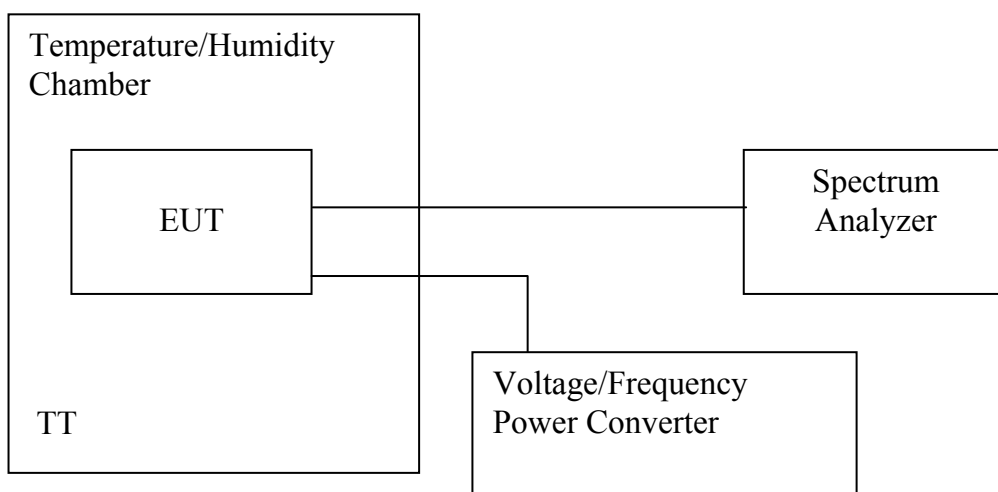 Temperature/Humidity
Chamber
EUT
Spectrum
Analyzer
Voltage/Frequency
Power Converter
TT